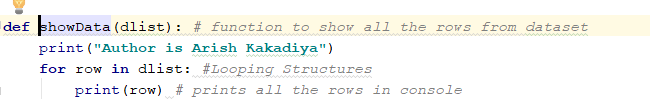 def showData(dlist): # function to show all the rows from dataset
    print("Author is Arish Kakadiya")
    for row in dlist: #Looping Structures
        print(row) # prints all the rows in console